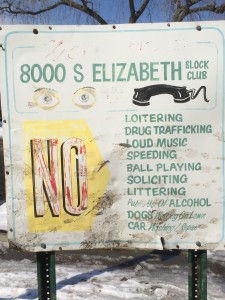 8000 S ELIZABETH BLOCK CLUB
NO
LOITERING
DRUG TRAFFICKING
LOUD MUSIC
SPEEDING
BALL PLAYING
SOLICITING
LITTERING
ALCOHOL
DOGS
CAR